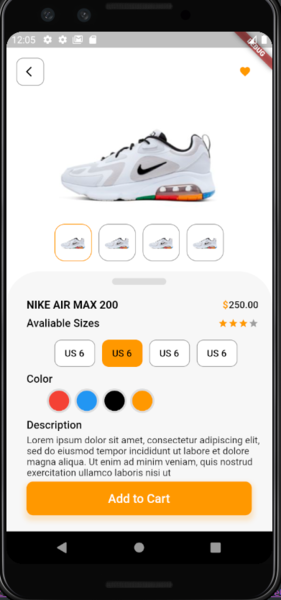 12:05
DEBUG
NIKE AIR MAX 200
$250.00
Avaliable Sizes
US 6 US 6 US 6 US 6
Color
Description
Lorem ipsum dolor sit amet, consectetur adipiscing elit,
sed do eiusmod tempor incididunt ut labore et dolore
magna aliqua. Ut enim ad minim veniam, quis nostrud
exercitation ullamco laboris nisi ut
Add to Cart